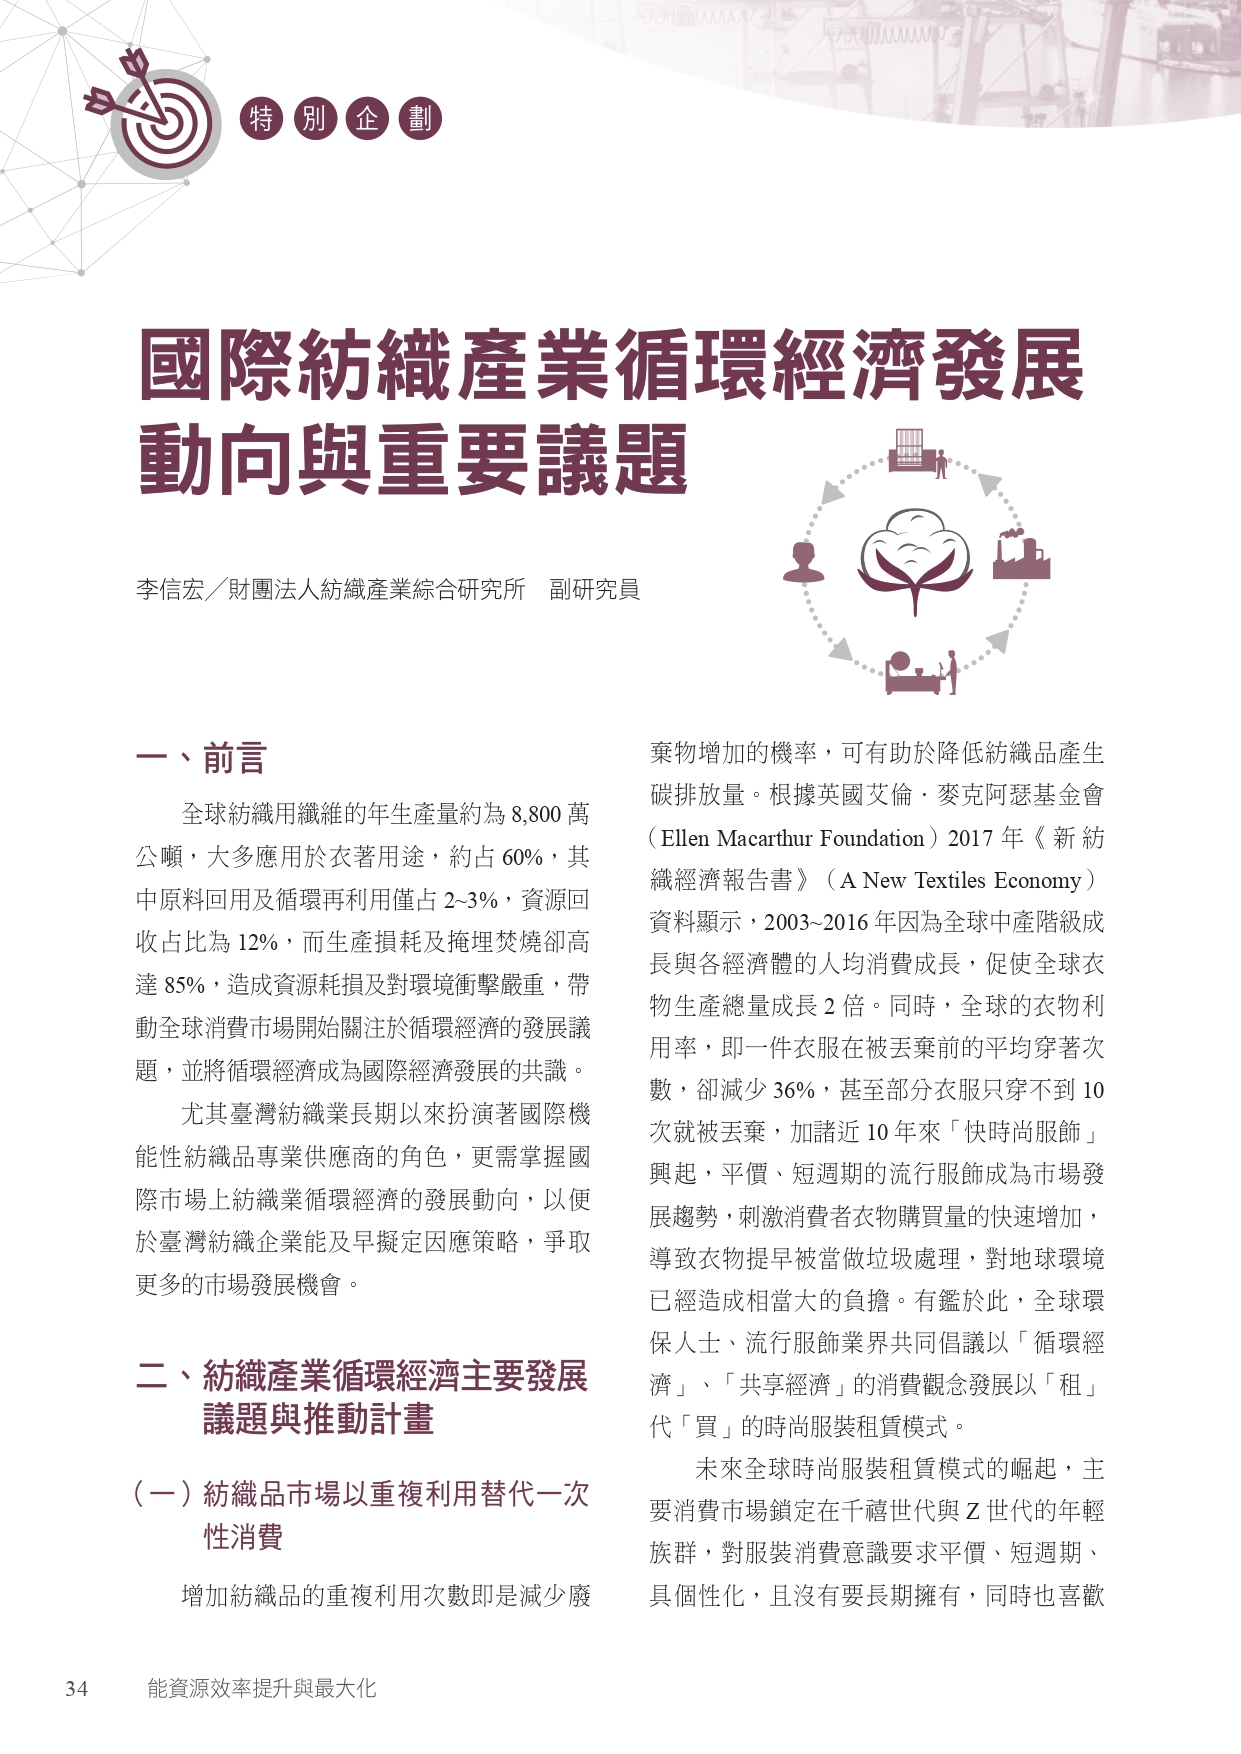 特別企劃
國際紡織產業循環經濟發展
動向與重要議題
李信宏／財團法人紡織產業綜合研究所　副研究員
一、前言
全球紡織用纖維的年生產量約為 8,800 萬
公噸，大多應用於衣著用途，約占 60%，其
中原料回用及循環再利用僅占 2~3%，資源回
收占比為 12%，而生產損耗及掩埋焚燒卻高
達 85%，造成資源耗損及對環境衝擊嚴重，帶
動全球消費市場開始關注於循環經濟的發展議
題，並將循環經濟成為國際經濟發展的共識。
尤其臺灣紡織業長期以來扮演著國際機
能性紡織品專業供應商的角色，更需掌握國
際市場上紡織業循環經濟的發展動向，以便
於臺灣紡織企業能及早擬定因應策略，爭取
更多的市場發展機會。
二、紡織產業循環經濟主要發展
議題與推動計畫
（一）紡織品市場以重複利用替代一次
性消費
增加紡織品的重複利用次數即是減少廢
棄物增加的機率，可有助於降低紡織品產生
碳排放量。根據英國艾倫．麥克阿瑟基金會
（Ellen Macarthur Foundation）2017 年《新紡
織經濟報告書》（A New Textiles Economy）
資料顯示，2003~2016 年因為全球中產階級成
長與各經濟體的人均消費成長，促使全球衣
物生產總量成長 2 倍。同時，全球的衣物利
用率，即一件衣服在被丟棄前的平均穿著次
數，卻減少 36%，甚至部分衣服只穿不到 10
次就被丟棄，加諸近 10 年來「快時尚服飾」
興起，平價、短週期的流行服飾成為市場發
展趨勢，刺激消費者衣物購買量的快速增加，
導致衣物提早被當做垃圾處理，對地球環境
已經造成相當大的負擔。有鑑於此，全球環
保人士、流行服飾業界共同倡議以「循環經
濟」、「共享經濟」的消費觀念發展以「租」
代「買」的時尚服裝租賃模式。
未來全球時尚服裝租賃模式的崛起，主
要消費市場鎖定在千禧世代與 Z 世代的年輕
族群，對服裝消費意識要求平價、短週期、
具個性化，且沒有要長期擁有，同時也喜歡
34　能資源效率提升與最大化